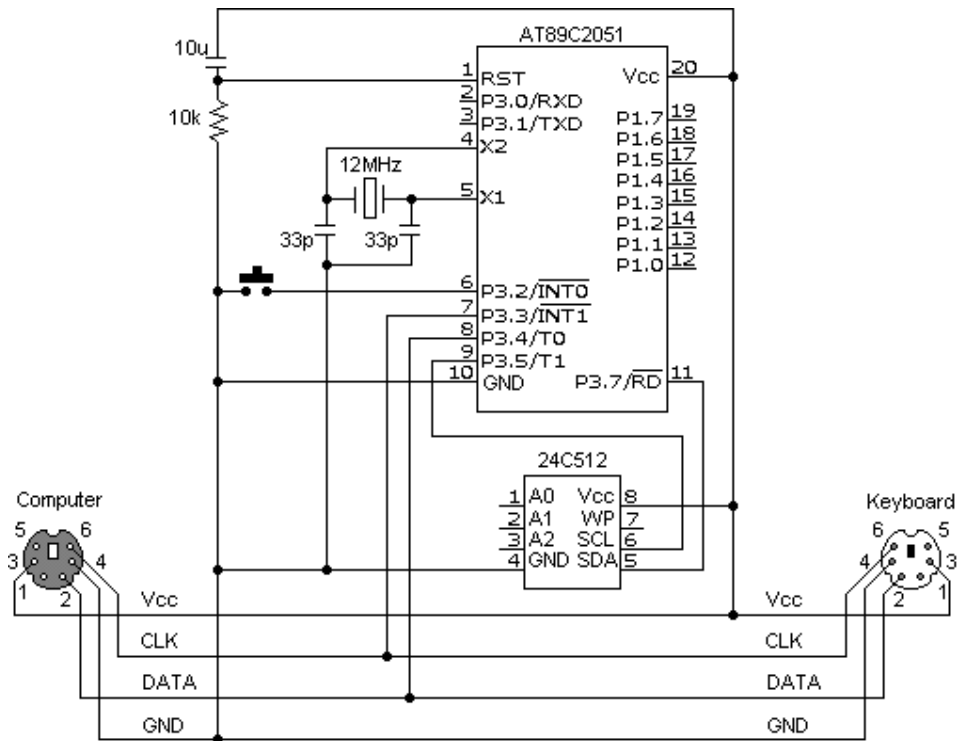 AT89C2051
10u
10k
1 RST
2 P3.0/RXD
3 P3.1/TXD
4 X2
5 X1
6 P3.2/INT0
7 P3.3/INT1
8 P3.4/T0
9 P3.5/T1
10 GND
Vcc 20
P1.7 19
P1.6 18
P1.5 17
P1.4 16
P1.3 15
P1.2 14
P1.1 13
P1.0 12
P3.7/RD 11
12MHz
33p 33p
24C512
1 A0 Vcc 8
2 A1 WP 7
3 A2 SCL 6
4 GND SDA 5
Computer
5 6
3 4
1 2
Keyboard
6 5
4 3
2 1
Vcc Vcc
CLK CLK
DATA DATA
GND GND